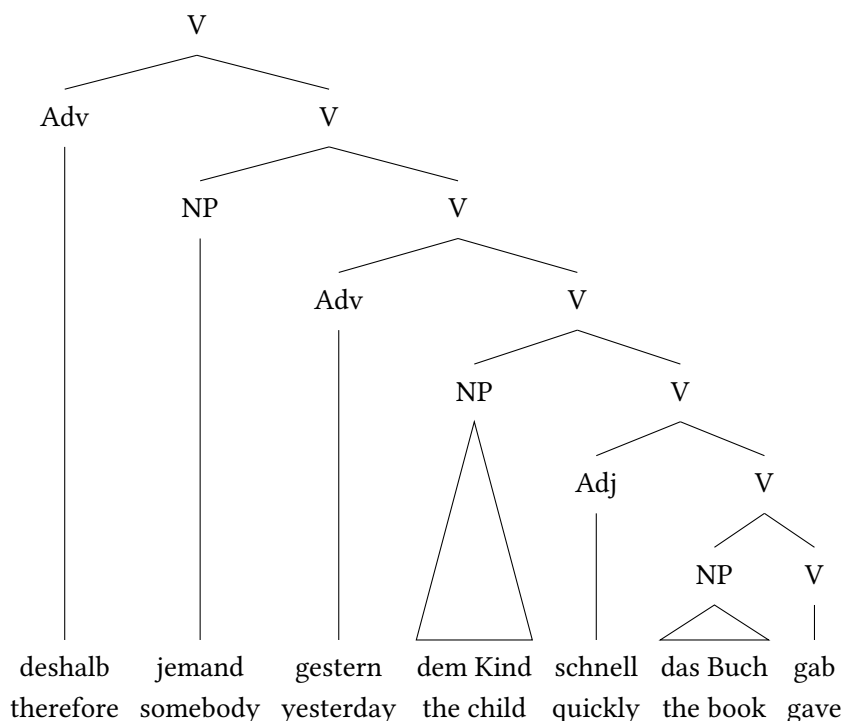 V
Adv V
NP V
Adv V
NP V
Adj V
NP V
deshalb jemand gestern dem Kind schnell das Buch gab
therefore somebody yesterday the child quickly the book gave